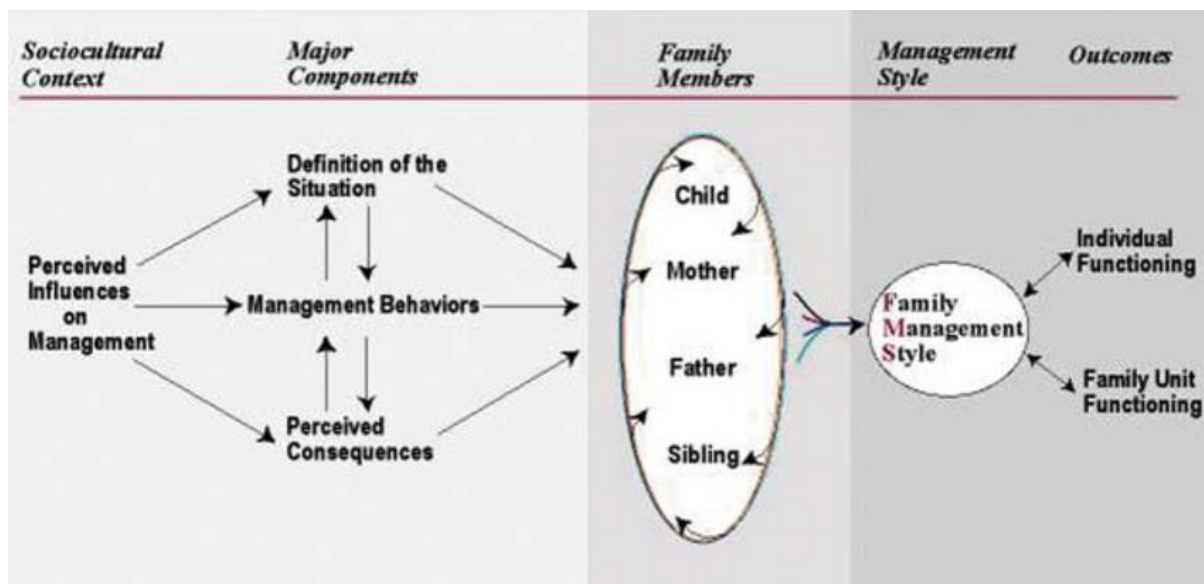 Sociocultural
Context
Major
Components
Family
Members
Management
Style
Outcomes
Perceived
Influences
on
Management
Definition of the
Situation
Management Behaviors
Perceived
Consequences
Child
Mother
Father
Sibling
Family
Management
Style
Individual
Functioning
Family Unit
Functioning